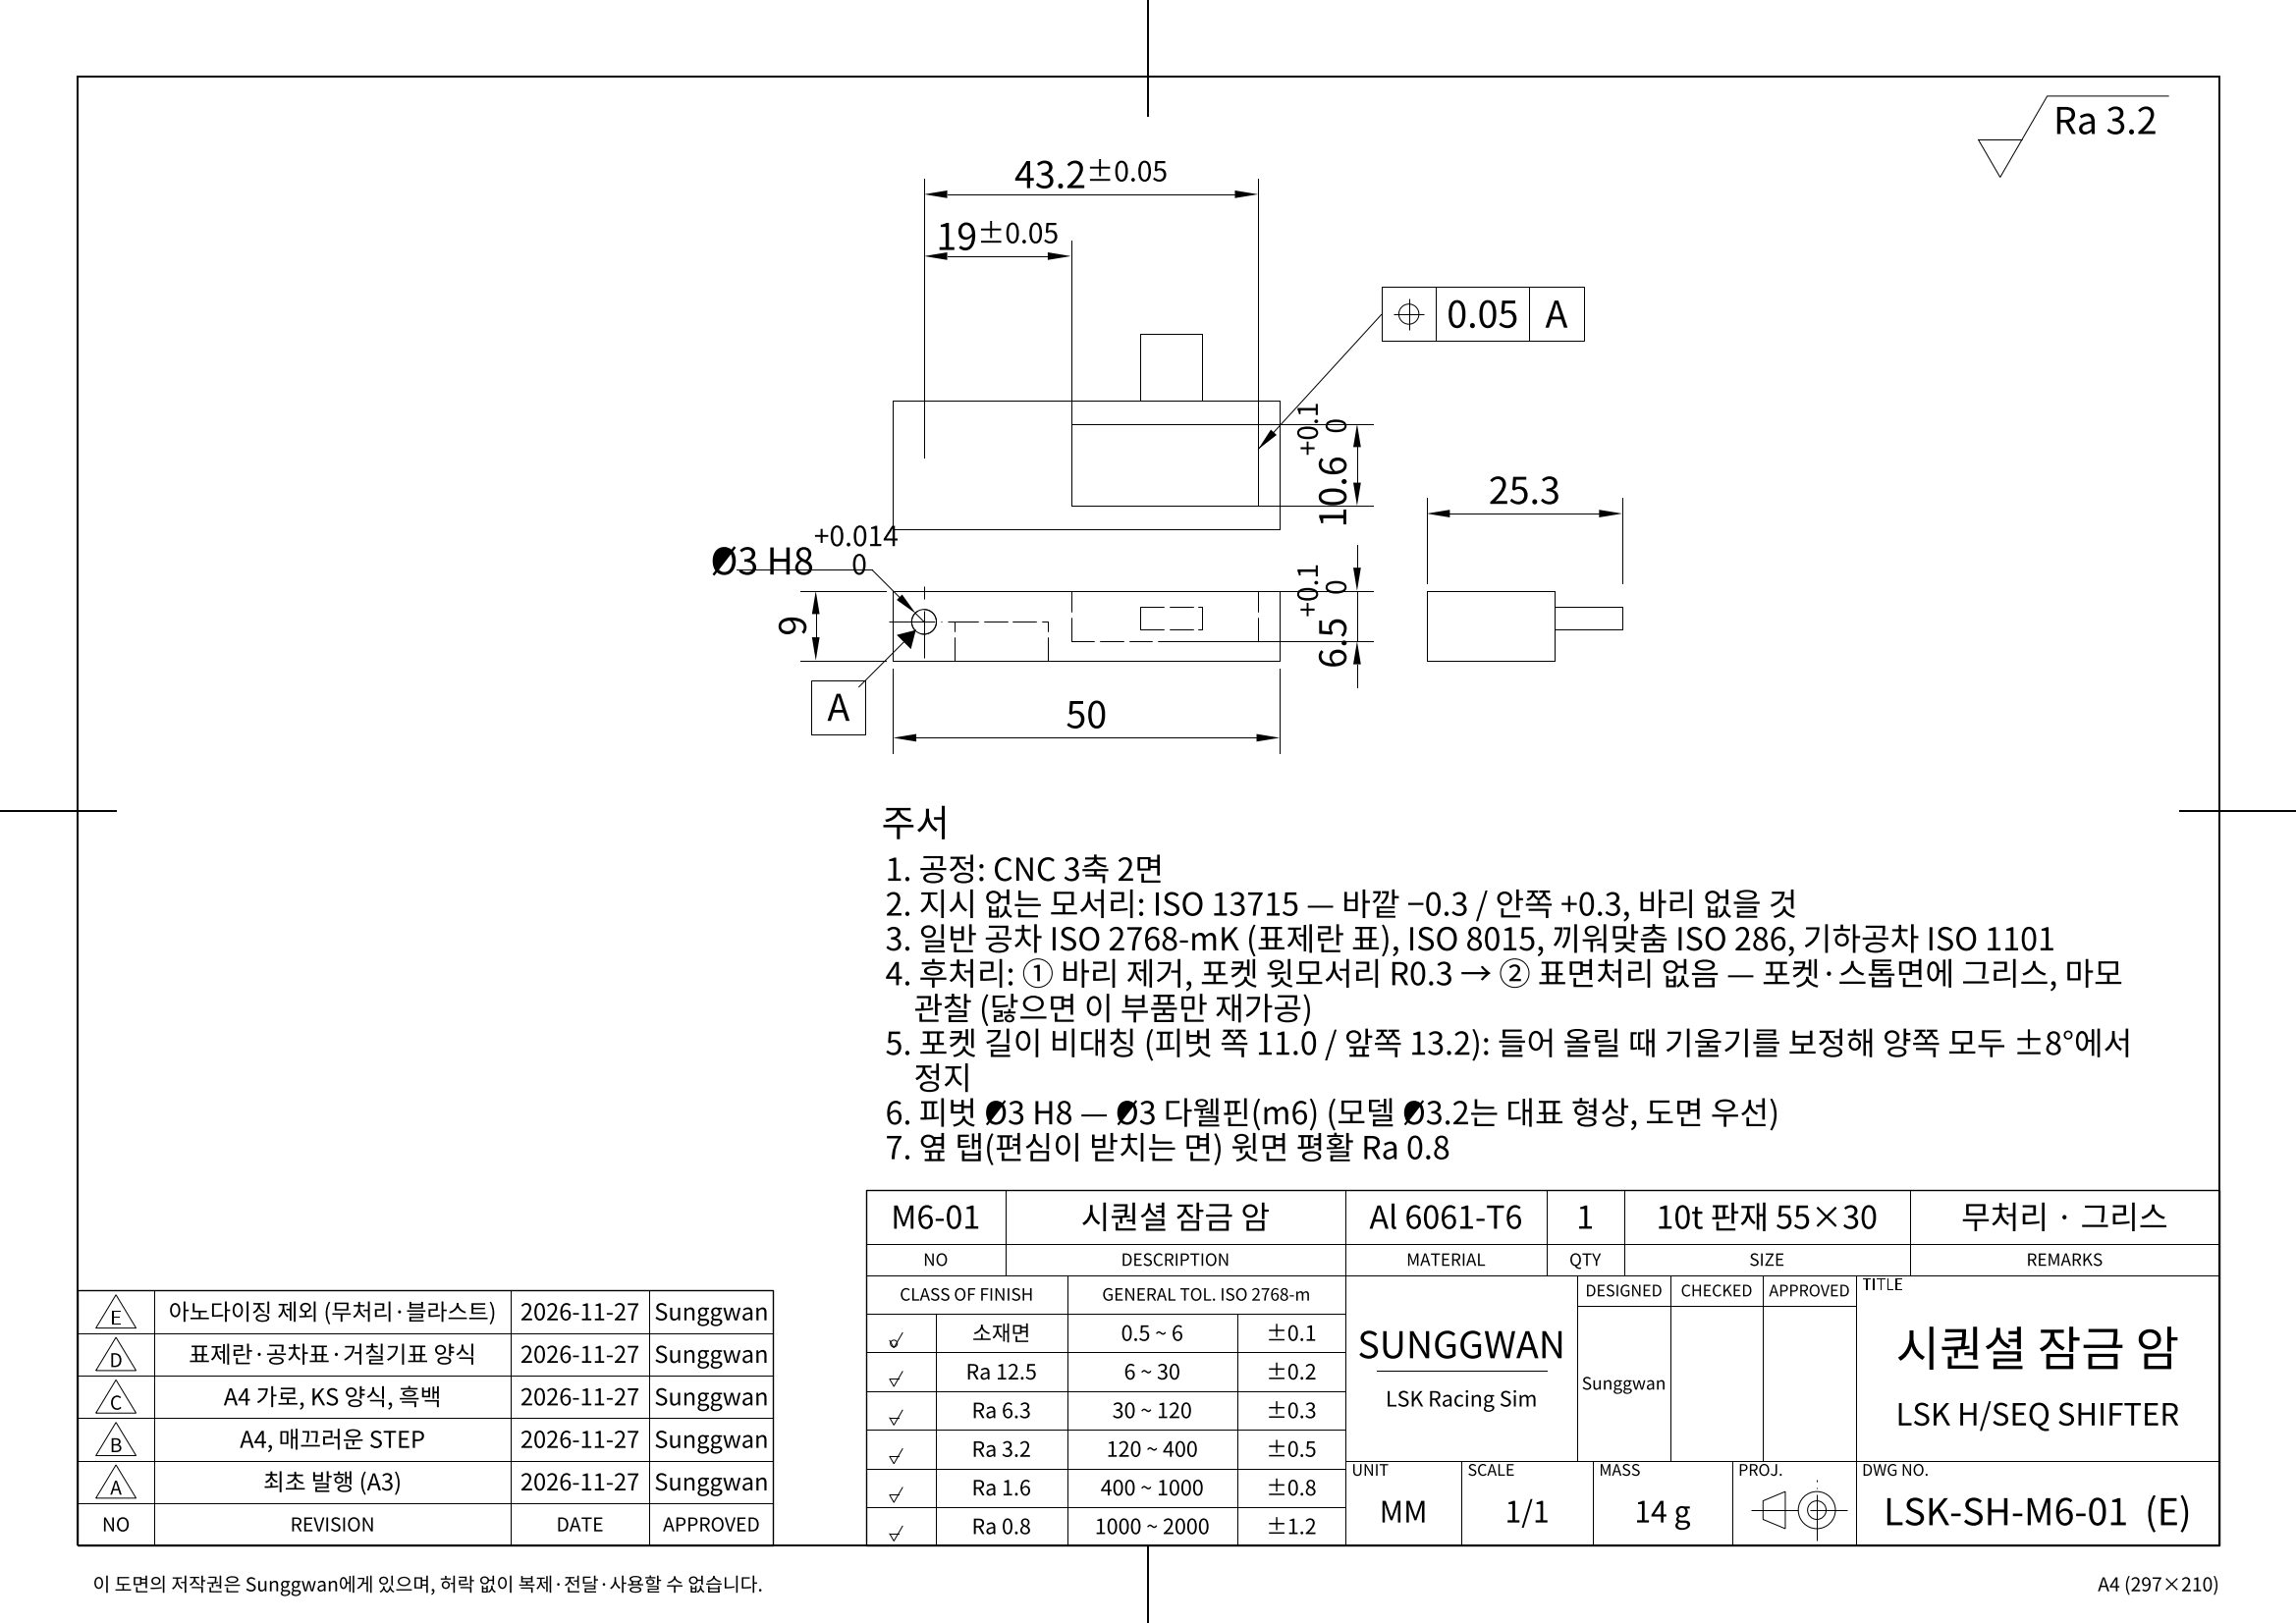 Ra 3.2
43.2±0.05
19±0.05
⌖ 0.05 A
10.6 +0.1 0
25.3
Ø3 H8 +0.014 0
9
6.5 +0.1 0
A
50
주서
1. 공정: CNC 3축 2면
2. 지시 없는 모서리: ISO 13715 — 바깥 −0.3 / 안쪽 +0.3, 바리 없을 것
3. 일반 공차 ISO 2768-mK (표제란 표), ISO 8015, 끼워맞춤 ISO 286, 기하공차 ISO 1101
4. 후처리: ① 바리 제거, 포켓 윗모서리 R0.3 → ② 표면처리 없음 — 포켓·스톱면에 그리스, 마모
관찰 (닳으면 이 부품만 재가공)
5. 포켓 길이 비대칭 (피벗 쪽 11.0 / 앞쪽 13.2): 들어 올릴 때 기울기를 보정해 양쪽 모두 ±8°에서
정지
6. 피벗 Ø3 H8 — Ø3 다웰핀(m6) (모델 Ø3.2는 대표 형상, 도면 우선)
7. 옆 탭(편심이 받치는 면) 윗면 평활 Ra 0.8
M6-01 시퀀셜 잠금 암 Al 6061-T6 1 10t 판재 55×30 무처리 · 그리스
NO DESCRIPTION MATERIAL QTY SIZE REMARKS
CLASS OF FINISH GENERAL TOL. ISO 2768-m
소재면 0.5 ~ 6 ±0.1
Ra 12.5 6 ~ 30 ±0.2
Ra 6.3 30 ~ 120 ±0.3
Ra 3.2 120 ~ 400 ±0.5
Ra 1.6 400 ~ 1000 ±0.8
Ra 0.8 1000 ~ 2000 ±1.2
SUNGGWAN
LSK Racing Sim
DESIGNED CHECKED APPROVED
Sunggwan
TITLE
시퀀셜 잠금 암
LSK H/SEQ SHIFTER
UNIT SCALE MASS PROJ. DWG NO.
MM 1/1 14 g LSK-SH-M6-01 (E)
E 아노다이징 제외 (무처리·블라스트) 2026-11-27 Sunggwan
D 표제란·공차표·거칠기표 양식 2026-11-27 Sunggwan
C A4 가로, KS 양식, 흑백 2026-11-27 Sunggwan
B A4, 매끄러운 STEP 2026-11-27 Sunggwan
A 최초 발행 (A3) 2026-11-27 Sunggwan
NO REVISION DATE APPROVED
이 도면의 저작권은 Sunggwan에게 있으며, 허락 없이 복제·전달·사용할 수 없습니다.
A4 (297×210)